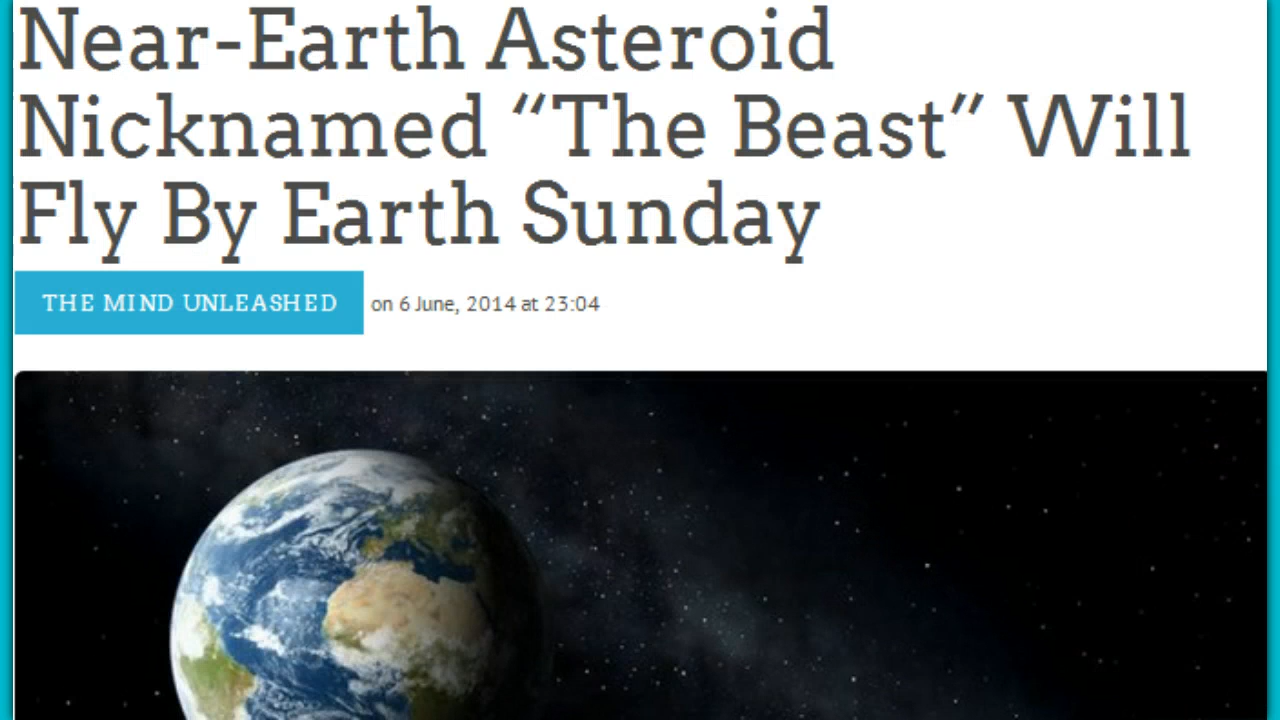 Near-Earth Asteroid
Nicknamed “The Beast” Will
Fly By Earth Sunday
THE MIND UNLEASHED on 6 June, 2014 at 23:04